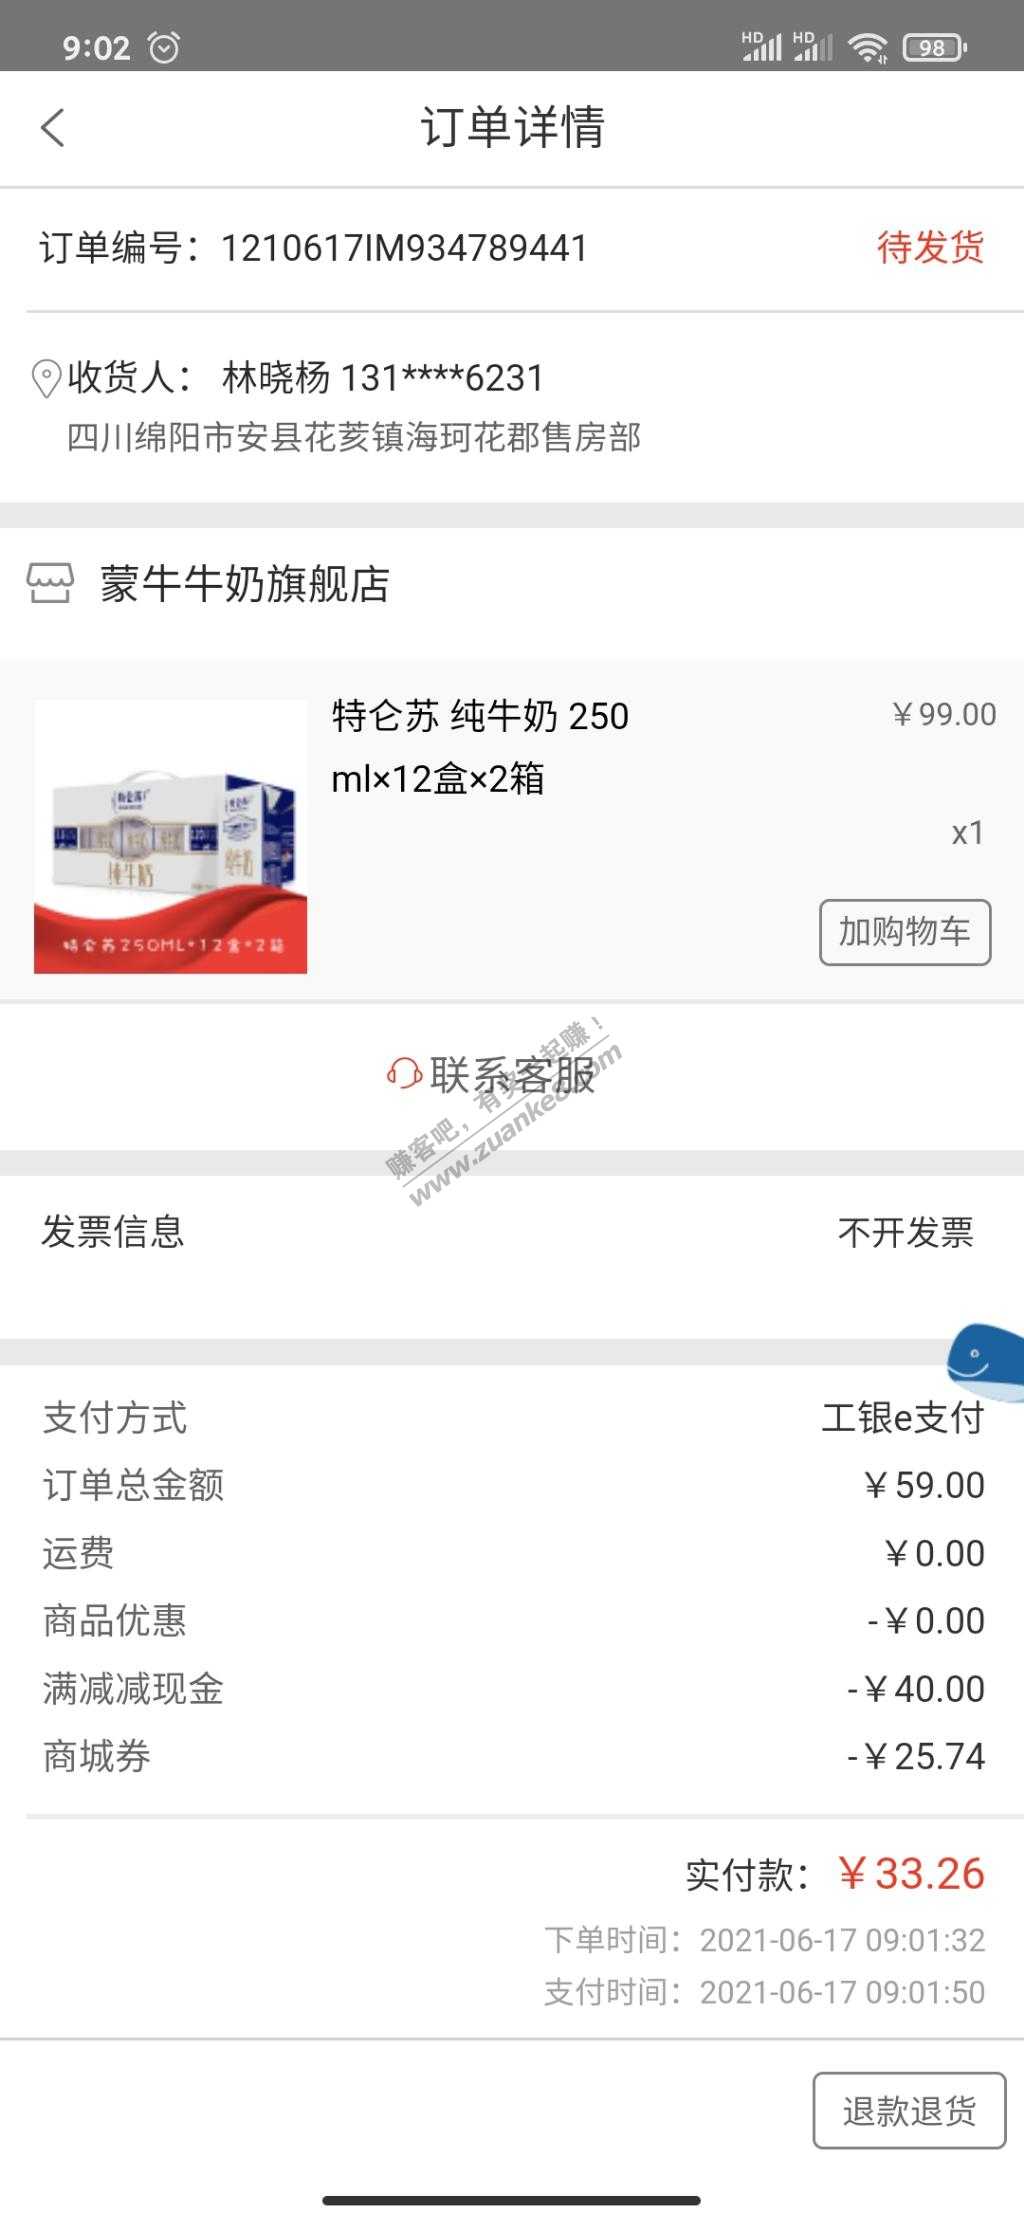 9:02 HD HD 98
订单详情
订单编号：1210617IM934789441 待发货
收货人： 林晓杨 131****6231
四川绵阳市安县花荄镇海珂花郡售房部
蒙牛牛奶旗舰店
特仑苏 纯牛奶 250 ￥99.00
ml×12盒×2箱
x1
纯牛奶
特仑苏250ML*12盒*2箱
加购物车
联系客服
赚客吧，有奖一起赚！
www.zuanke8.com
发票信息 不开发票
支付方式 工银e支付
订单总金额 ￥59.00
运费 ￥0.00
商品优惠 -￥0.00
满减减现金 -￥40.00
商城券 -￥25.74
实付款：￥33.26
下单时间：2021-06-17 09:01:32
支付时间：2021-06-17 09:01:50
退款退货